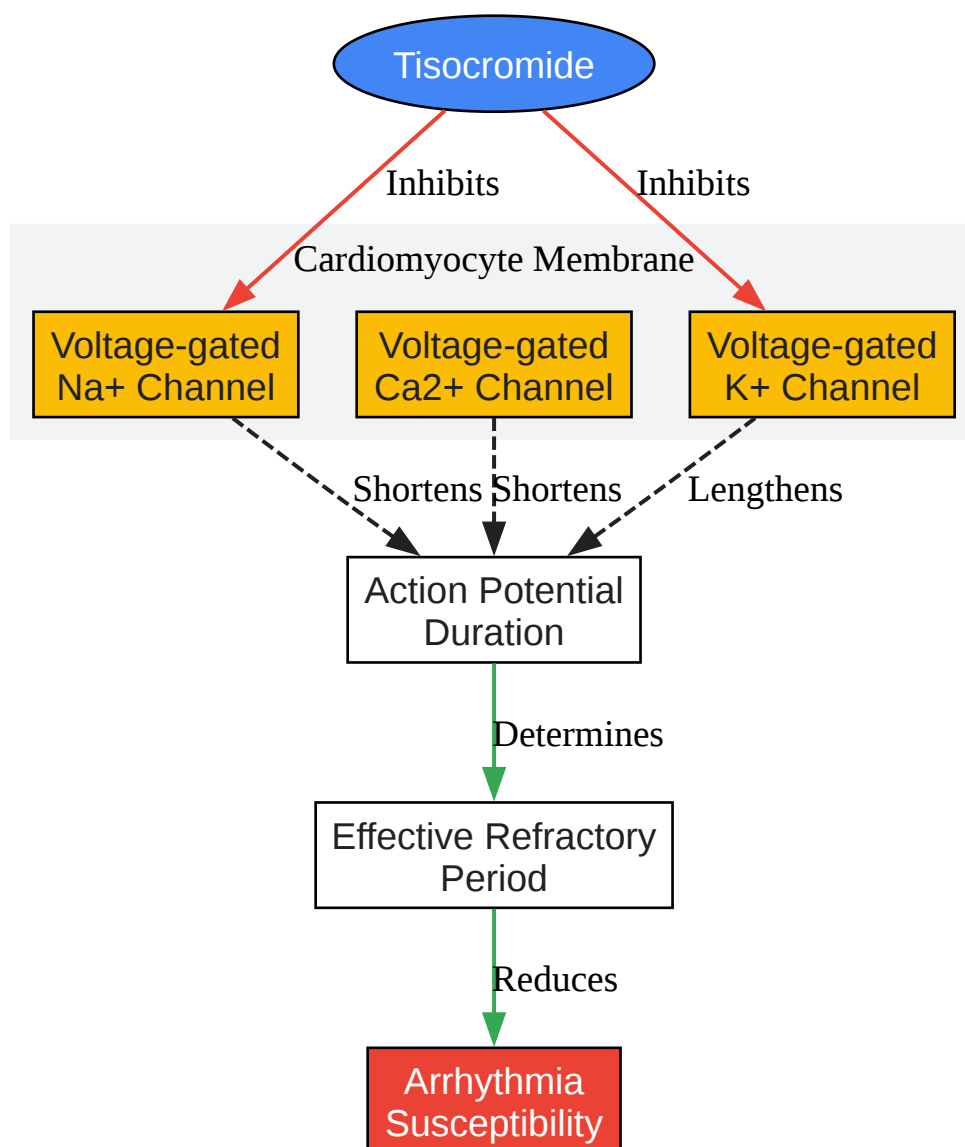 Tisocromide
Inhibits
Inhibits
Cardiomyocyte Membrane
Voltage-gated
Na+ Channel
Voltage-gated
Ca2+ Channel
Voltage-gated
K+ Channel
Shortens
Shortens
Lengthens
Action Potential
Duration
Determines
Effective Refractory
Period
Reduces
Arrhythmia
Susceptibility